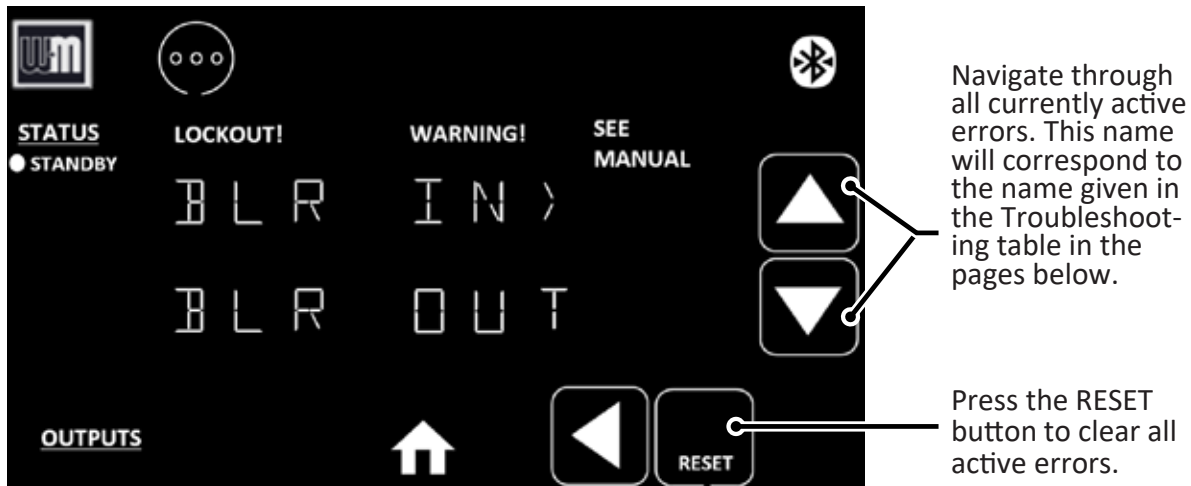 WM
STATUS
STANDBY
LOCKOUT!
WARNING!
SEE
MANUAL
BLR IN>
BLR OUT
OUTPUTS
RESET
Navigate through
all currently active
errors. This name
will correspond to
the name given in
the Troubleshoot-
ing table in the
pages below.
Press the RESET
button to clear all
active errors.